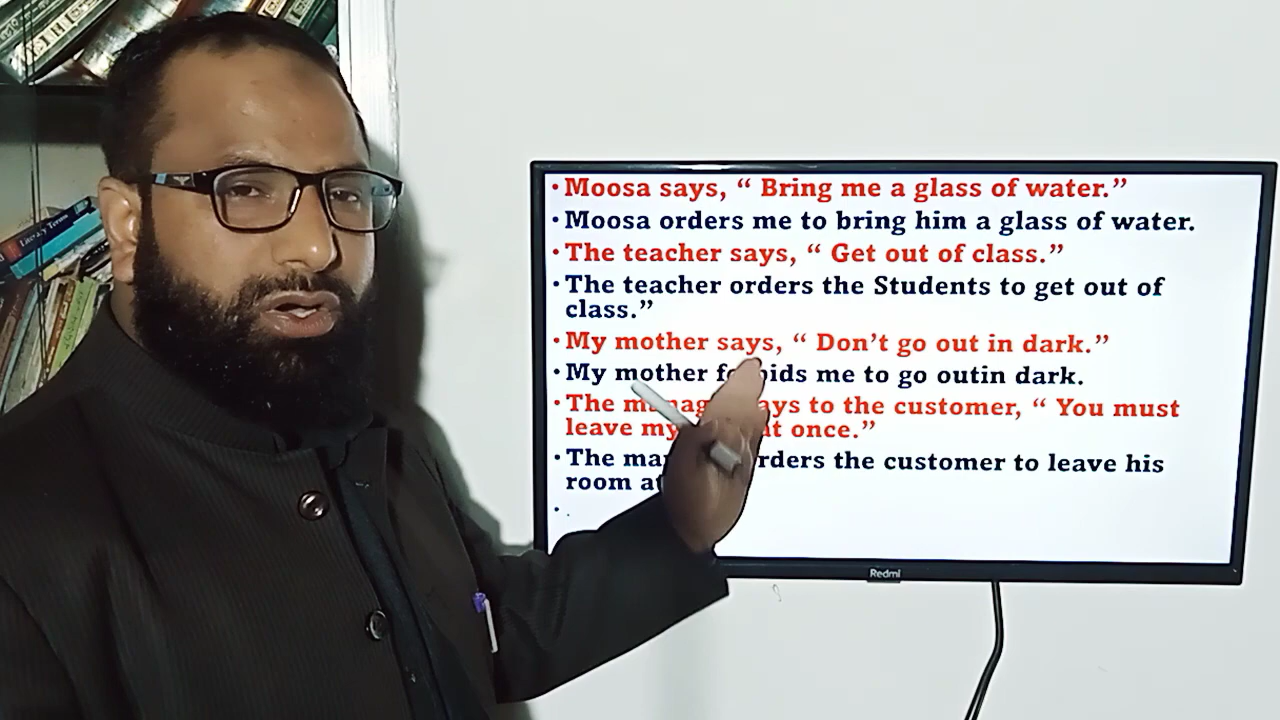 • Moosa says, “ Bring me a glass of water.”
• Moosa orders me to bring him a glass of water.
• The teacher says, “ Get out of class.”
• The teacher orders the Students to get out of
class.”
• My mother says, “ Don’t go out in dark.”
• My mother me to go outin dark.
• The to the customer, “ You must
leave at once.”
• The the customer to leave his
room
Redmi
Literary Terms